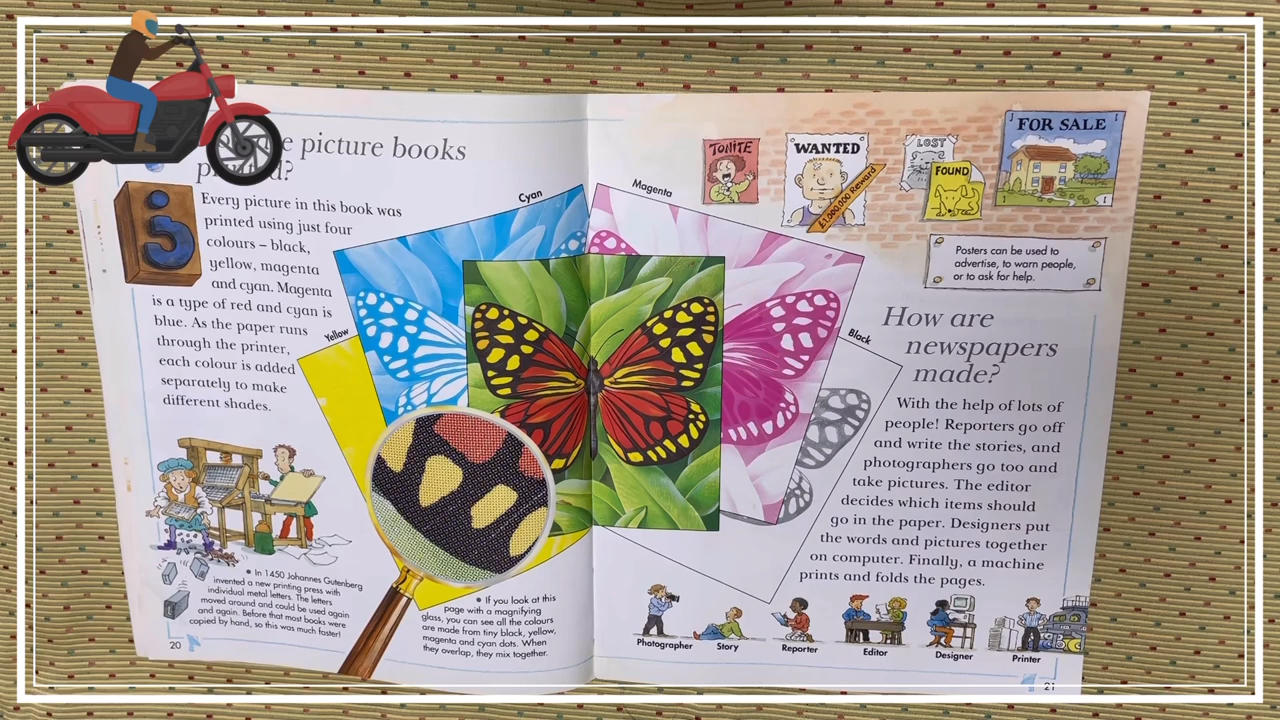 picture books
Every picture in this book was
printed using just four
colours – black,
yellow, magenta
and cyan. Magenta
is a type of red and cyan is
blue. As the paper runs
through the printer,
each colour is added
separately to make
different shades.
Cyan
Magenta
Yellow
Black
• In 1450 Johannes Gutenberg
invented a new printing press with
individual metal letters. The letters
moved around and could be used again
and again. Before that most books were
copied by hand, so this was much faster!
• If you look at this
page with a magnifying
glass, you can see all the colours
are made from tiny black, yellow,
magenta and cyan dots. When
they overlap, they mix together.
20
TONITE
WANTED
£1,000,000 Reward
LOST
FOUND
FOR SALE
Posters can be used to
advertise, to warn people,
or to ask for help.
How are
newspapers
made?
With the help of lots of
people! Reporters go off
and write the stories, and
photographers go too and
take pictures. The editor
decides which items should
go in the paper. Designers put
the words and pictures together
on computer. Finally, a machine
prints and folds the pages.
Photographer
Story
Reporter
Editor
Designer
Printer
21